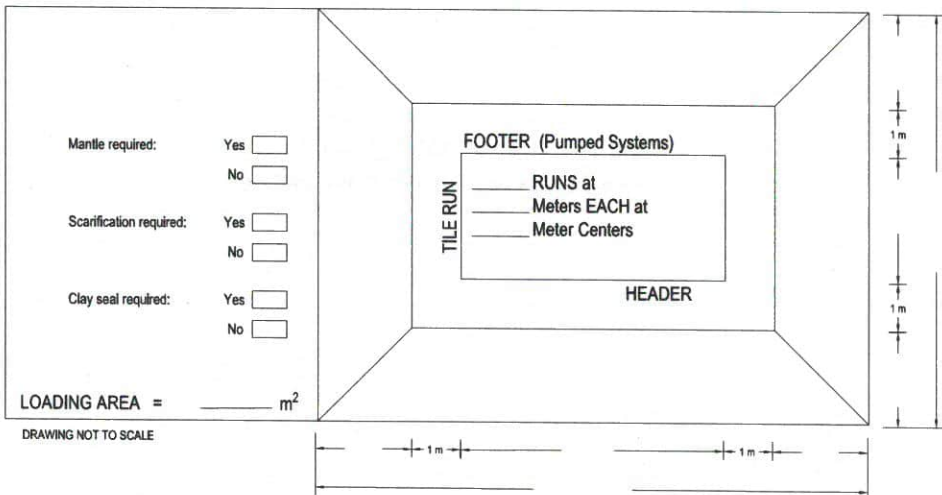 Mantle required: Yes
No
Scarification required: Yes
No
Clay seal required: Yes
No
LOADING AREA = ______ m²
DRAWING NOT TO SCALE
FOOTER (Pumped Systems)
TILE RUN
______ RUNS at
______ Meters EACH at
______ Meter Centers
HEADER
1 m
1 m
1 m
1 m